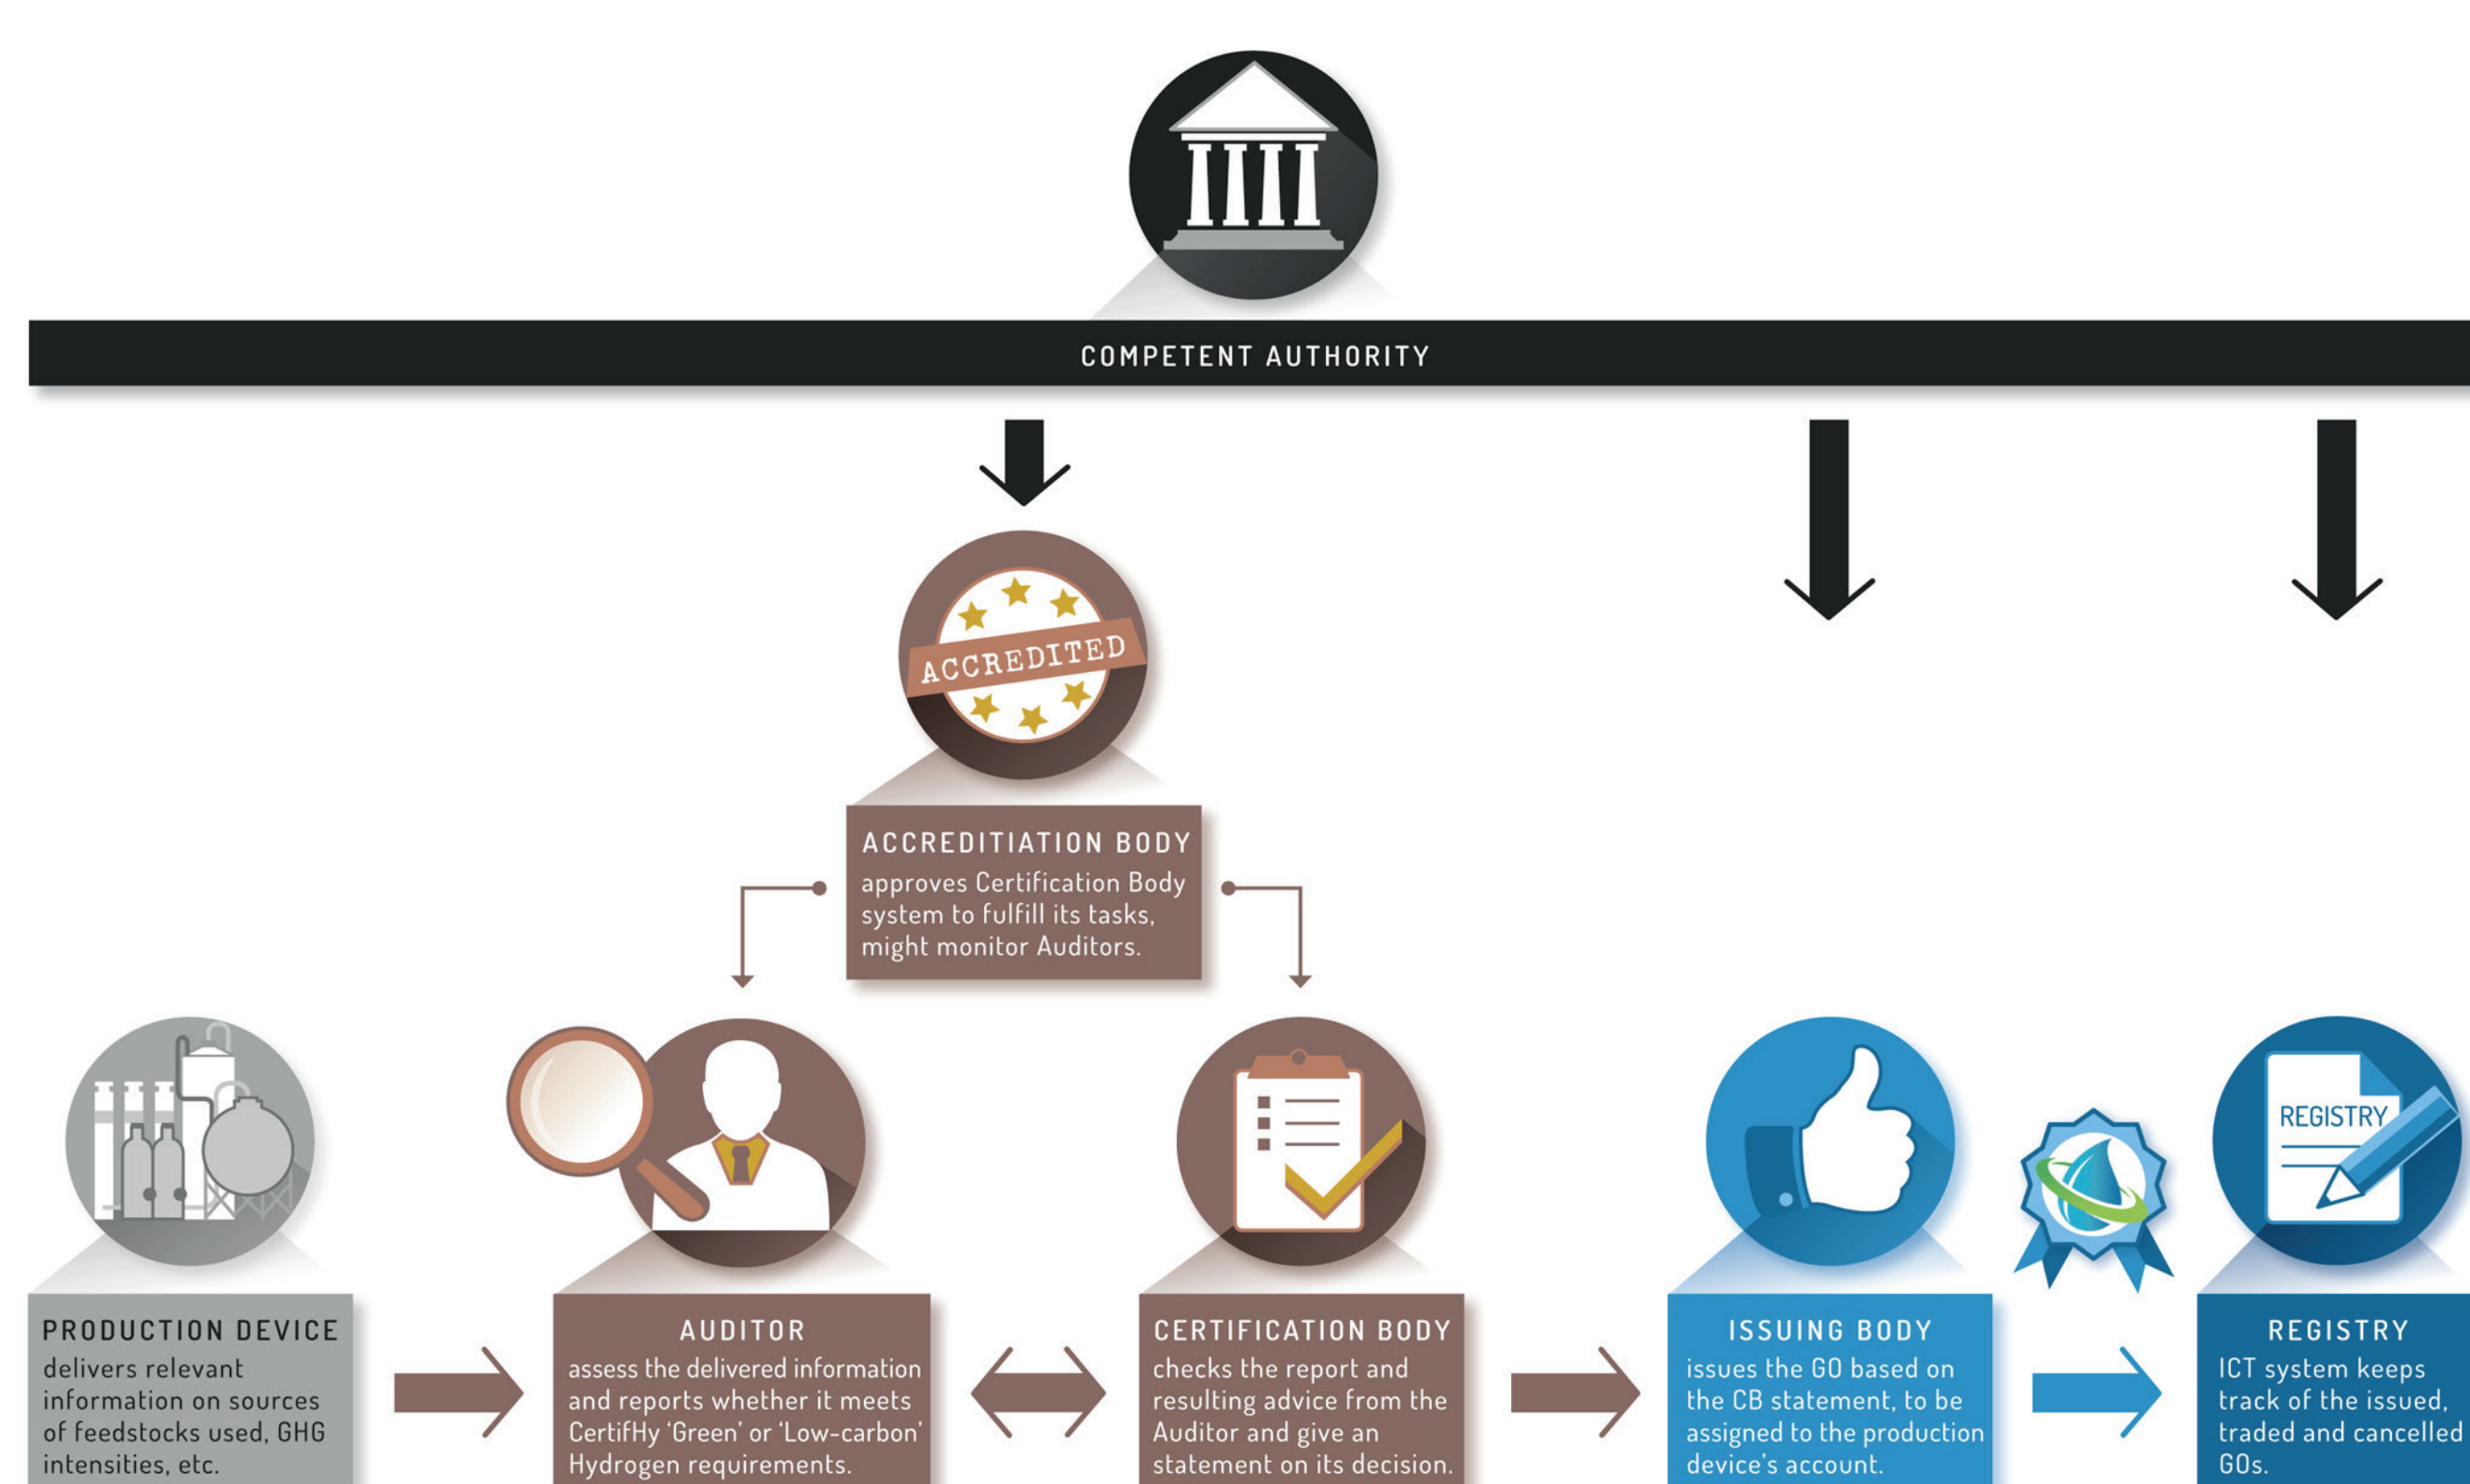 COMPETENT AUTHORITY
ACCREDITED
ACCREDITIATION BODY
approves Certification Body
system to fulfill its tasks,
might monitor Auditors.
PRODUCTION DEVICE
delivers relevant
information on sources
of feedstocks used, GHG
intensities, etc.
AUDITOR
assess the delivered information
and reports whether it meets
CertifHy 'Green' or 'Low-carbon'
Hydrogen requirements.
CERTIFICATION BODY
checks the report and
resulting advice from the
Auditor and give an
statement on its decision.
ISSUING BODY
issues the GO based on
the CB statement, to be
assigned to the production
device's account.
REGISTRY
REGISTRY
ICT system keeps
track of the issued,
traded and cancelled
GOs.